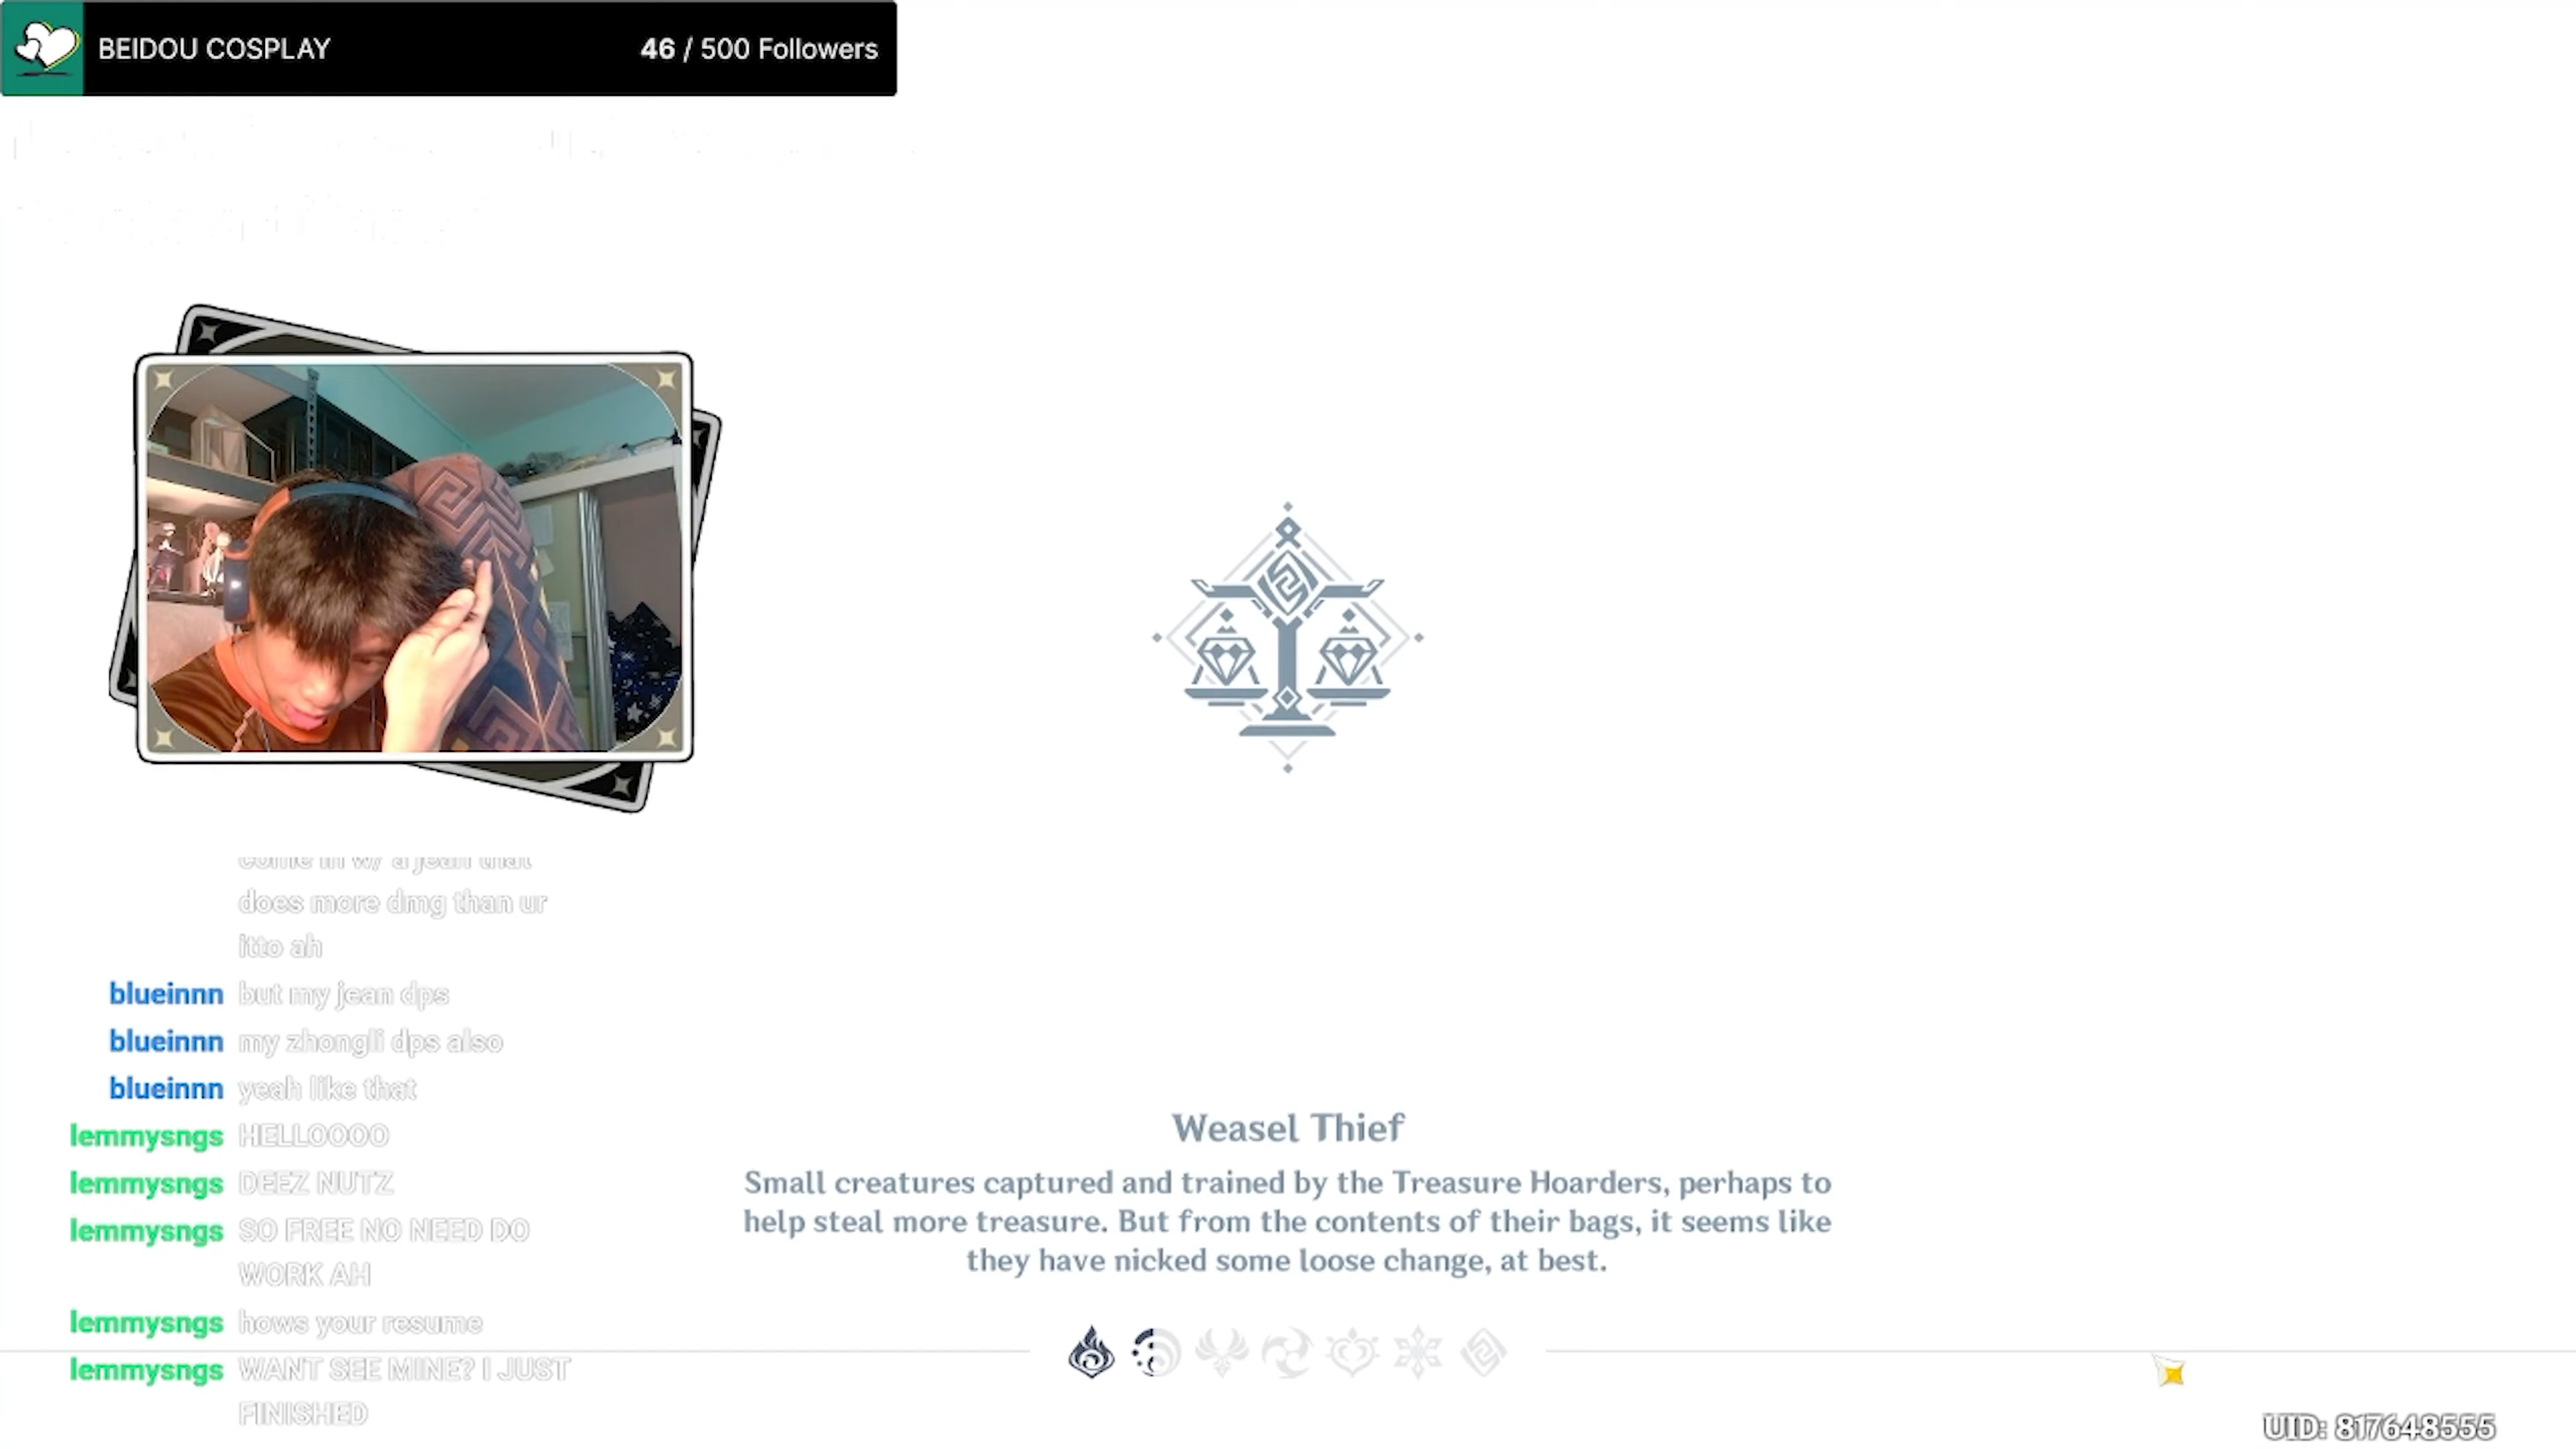 BEIDOU COSPLAY
46 / 500 Followers
come in w/ a jean that
does more dmg than ur
itto ah
blueinnn but my jean dps
blueinnn my zhongli dps also
blueinnn yeah like that
lemmysngs HELLOOOO
lemmysngs DEEZ NUTZ
lemmysngs SO FREE NO NEED DO
WORK AH
lemmysngs hows your resume
lemmysngs WANT SEE MINE? I JUST
FINISHED
Weasel Thief
Small creatures captured and trained by the Treasure Hoarders, perhaps to
help steal more treasure. But from the contents of their bags, it seems like
they have nicked some loose change, at best.
UID: 817648555